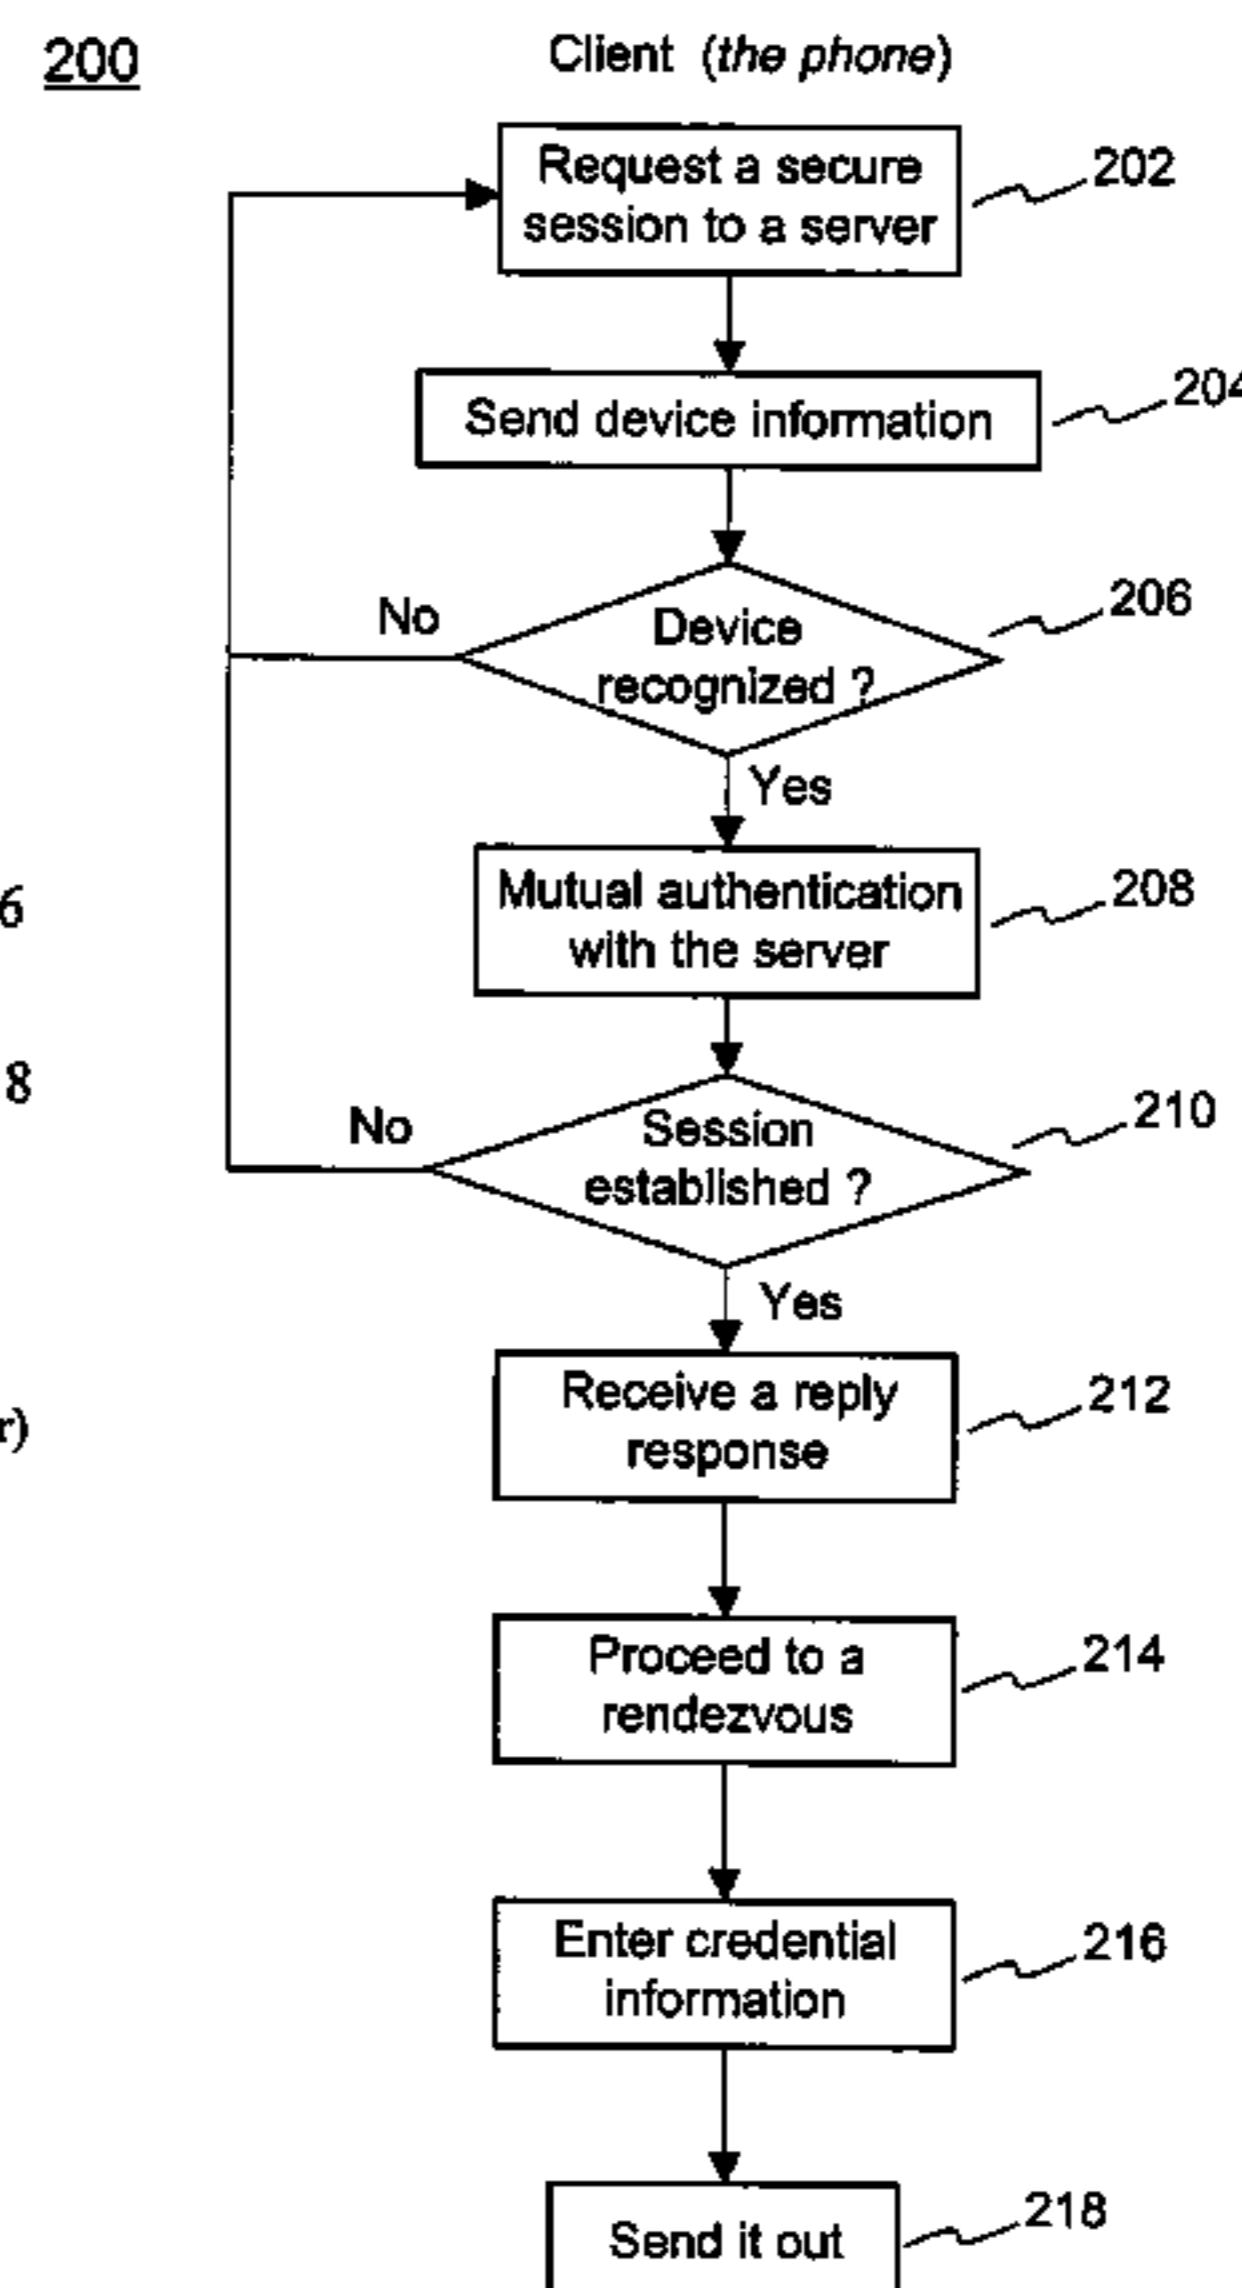 200
Client (the phone)
Request a secure
session to a server
202
Send device information
204
No
Device
recognized ?
206
Yes
Mutual authentication
with the server
208
6
8
No
Session
established ?
210
Yes
Receive a reply
response
212
r)
Proceed to a
rendezvous
214
Enter credential
information
216
Send it out
218